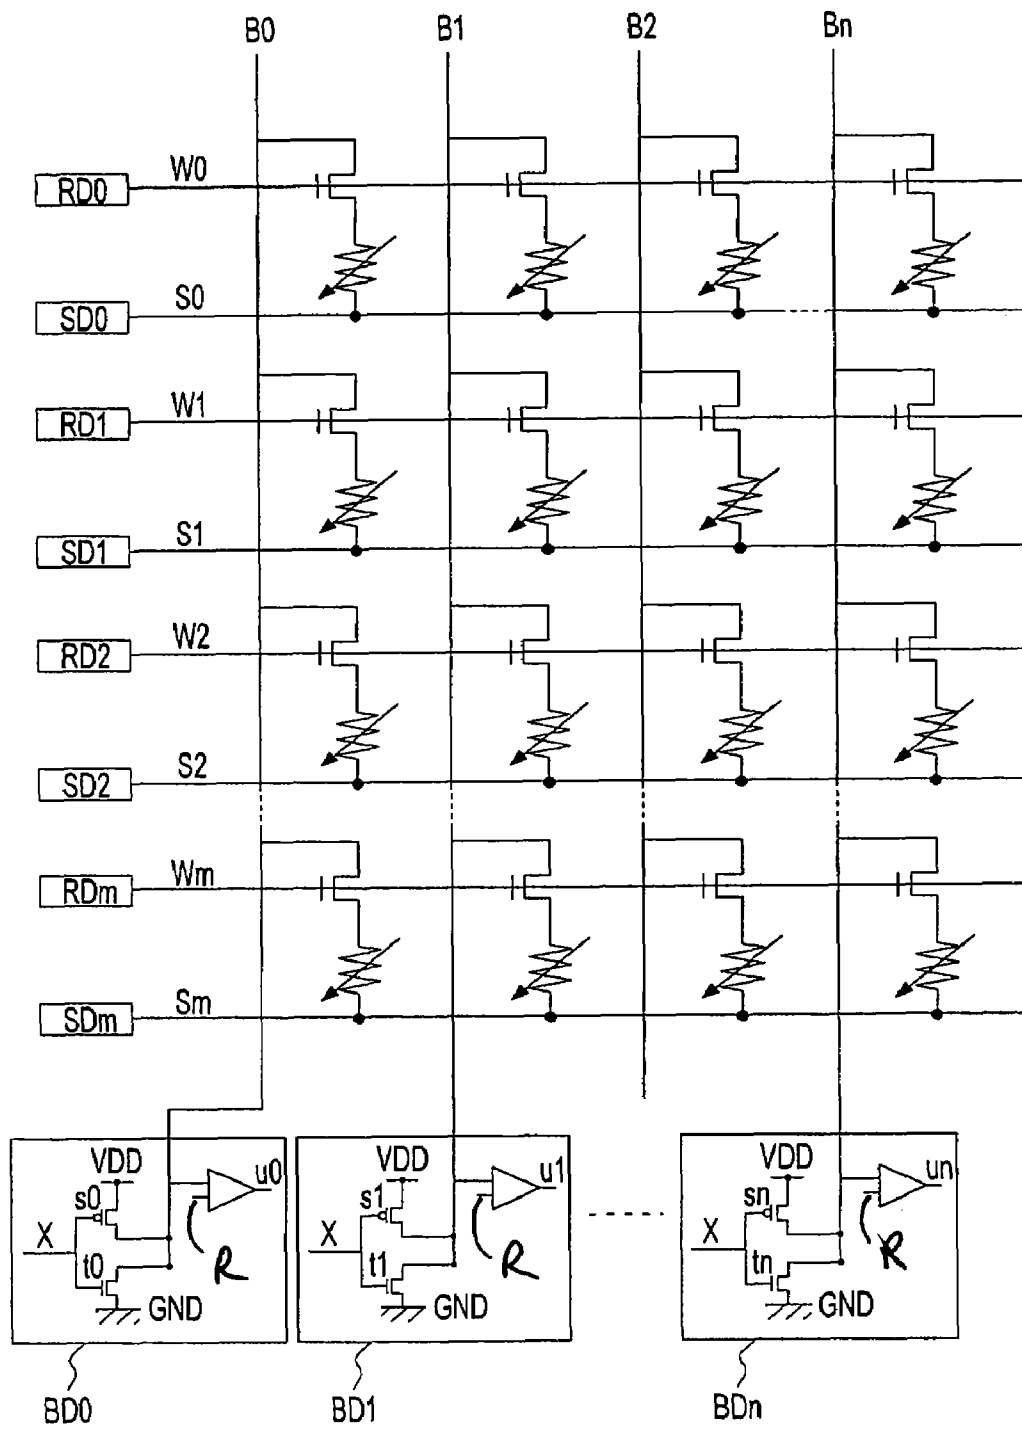 B0 B1 B2 Bn
W0
RD0
S0
SD0
W1
RD1
S1
SD1
W2
RD2
S2
SD2
Wm
RDm
Sm
SDm
VDD VDD VDD
u0 u1 un
s0 s1 sn
X X X
t0 t1 tn
R R R
GND GND GND
BD0 BD1 BDn